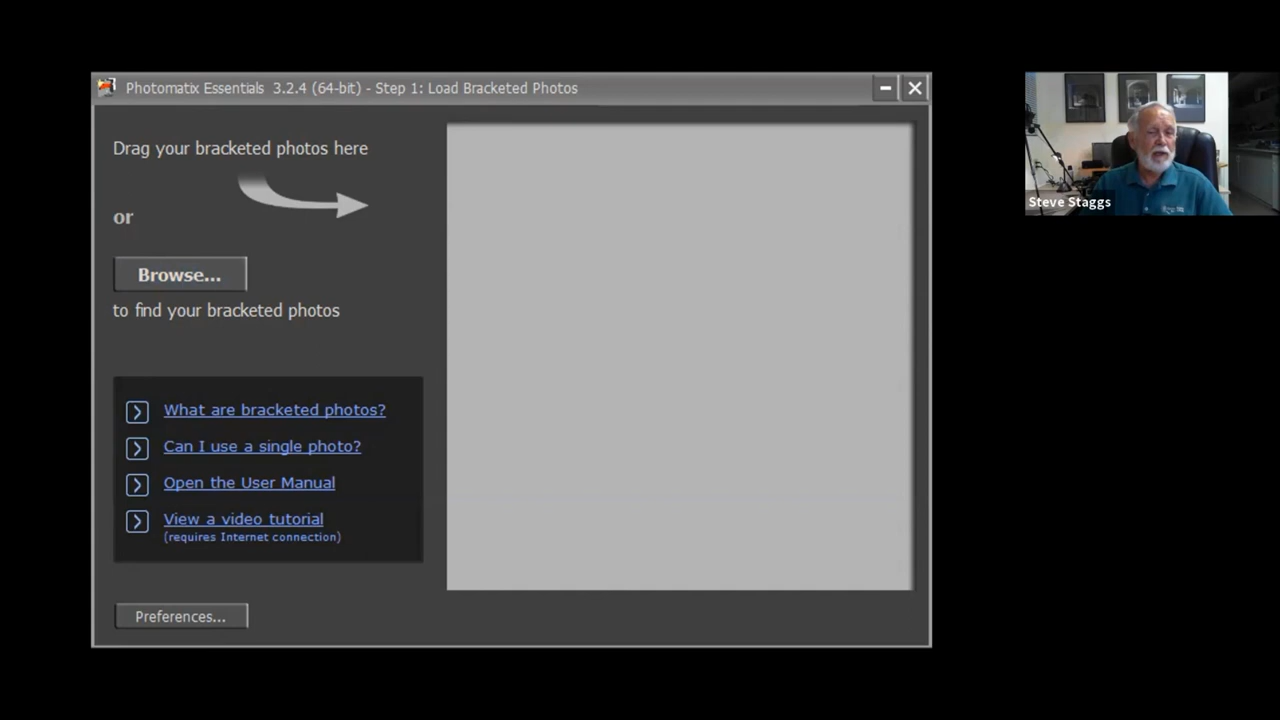 Photomatix Essentials 3.2.4 (64-bit) - Step 1: Load Bracketed Photos
Drag your bracketed photos here
or
Browse...
to find your bracketed photos
What are bracketed photos?
Can I use a single photo?
Open the User Manual
View a video tutorial
(requires Internet connection)
Preferences...
Steve Staggs